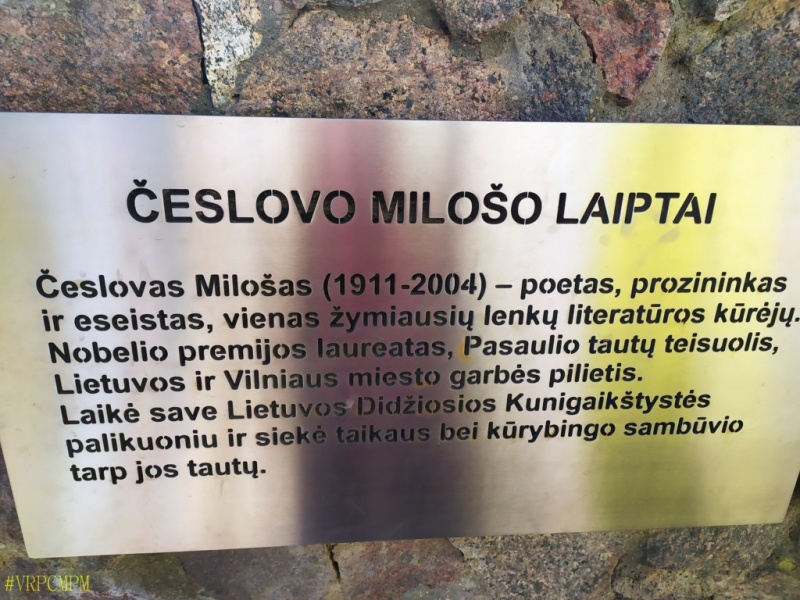 ČESLOVO MILOŠO LAIPTAI
Česlovas Milošas (1911-2004) – poetas, prozininkas
ir eseistas, vienas žymiausių lenkų literatūros kūrėjų.
Nobelio premijos laureatas, Pasaulio tautų teisuolis,
Lietuvos ir Vilniaus miesto garbės pilietis.
Laikė save Lietuvos Didžiosios Kunigaikštystės
palikuoniu ir siekė taikaus bei kūrybingo sambūvio
tarp jos tautų.
#VRPCMPM